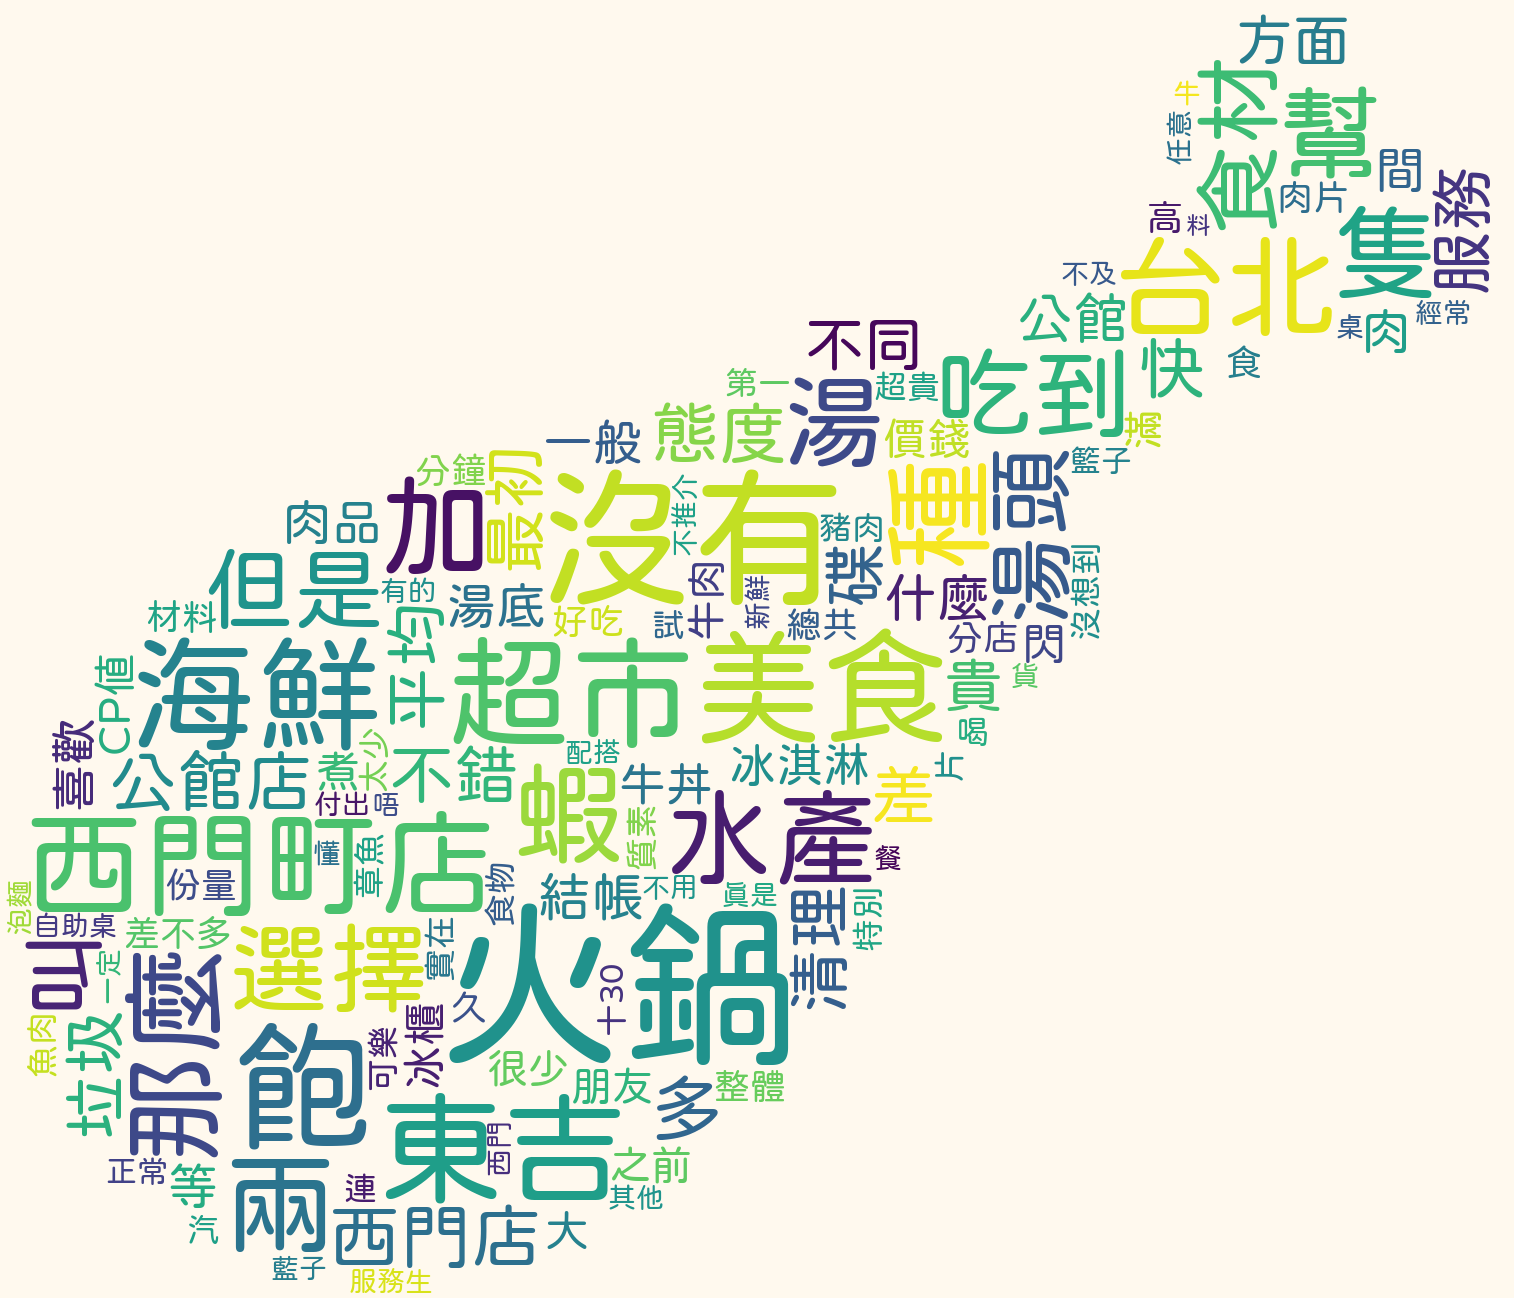 方面
牛
食材
幫
任意
間
肉片
服務
高
料
隻
台北
不及
公館
經常
桌
肉
不同
快
食
第一
湯
超貴
吃到
一般
態度
價錢
滿
分鐘
最初
籃子
加
沒有
不推介
種
湯頭
肉品
豬肉
但是
有的
牛肉
新鮮
碟
什麼
沒想到
材料
均
平
湯底
好吃
試
總共
分店
閃
海鮮
超市
美食
貴
貨
CP值
喝
喜歡
公館店
煮
太少
不錯
配搭
牛丼
冰淇淋
差
片
付出
唔
蝦
質素
水產
西門町店
懂
章魚
餐
份量
食物
結帳
不用
真是
清理
特別
泡麵
自助桌
差不多
叫
選擇
實在
火鍋
一定
那麼
十30
久
魚肉
垃圾
飽
可樂
冰櫃
很少
朋友
多
整體
東吉
西門
之前
正常
等
兩
連
其他
汽
西門店
大
藍子
服務生